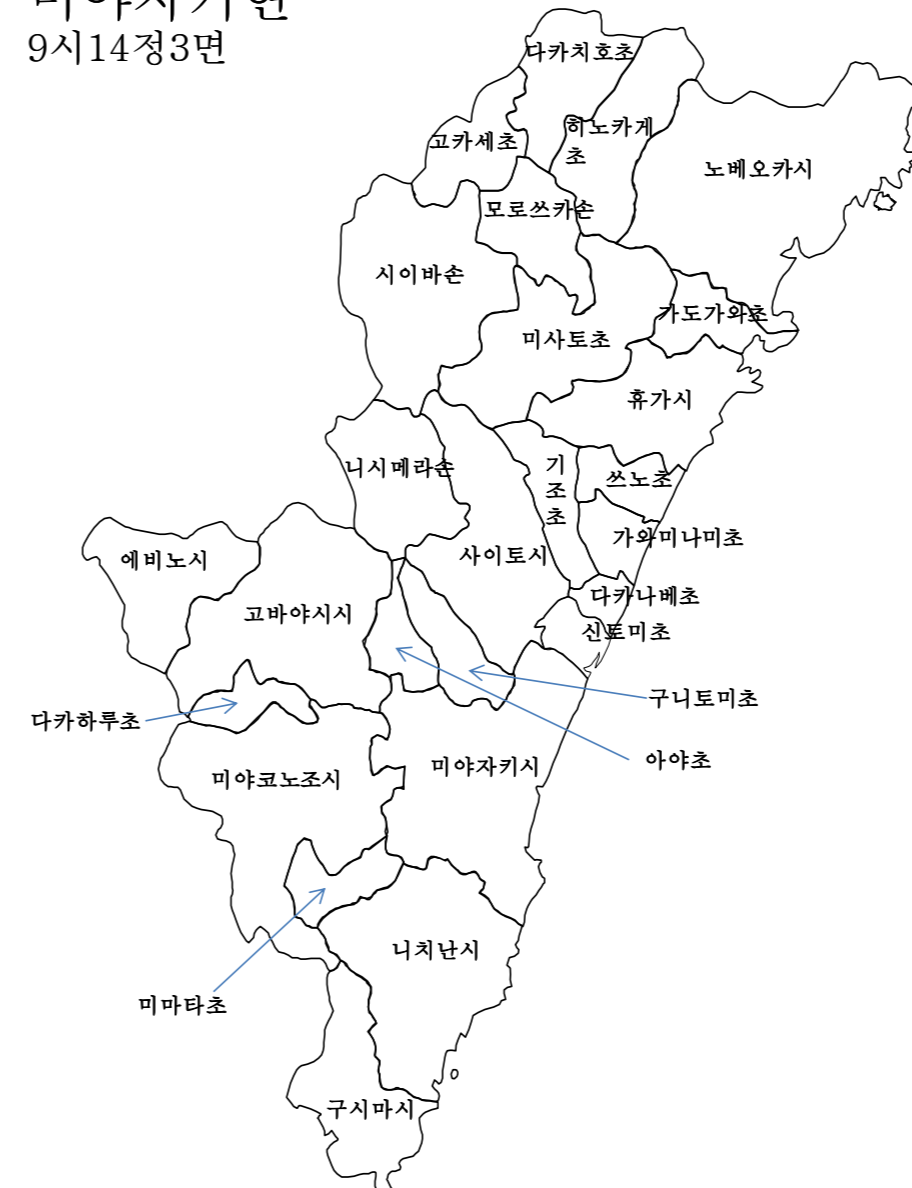 미야자키현
9시14정3면
다카치호초
히노카게
초
고카세초
노베오카시
모로쓰카손
시이바손
가도가와초
미사토초
휴가시
니시메라손
기
조
초
쓰노초
가와미나미초
에비노시
사이토시
고바야시시
다카나베초
신토미초
구니토미초
다카하루초
아야초
미야자키시
미야코노조시
니치난시
미마타초
구시마시